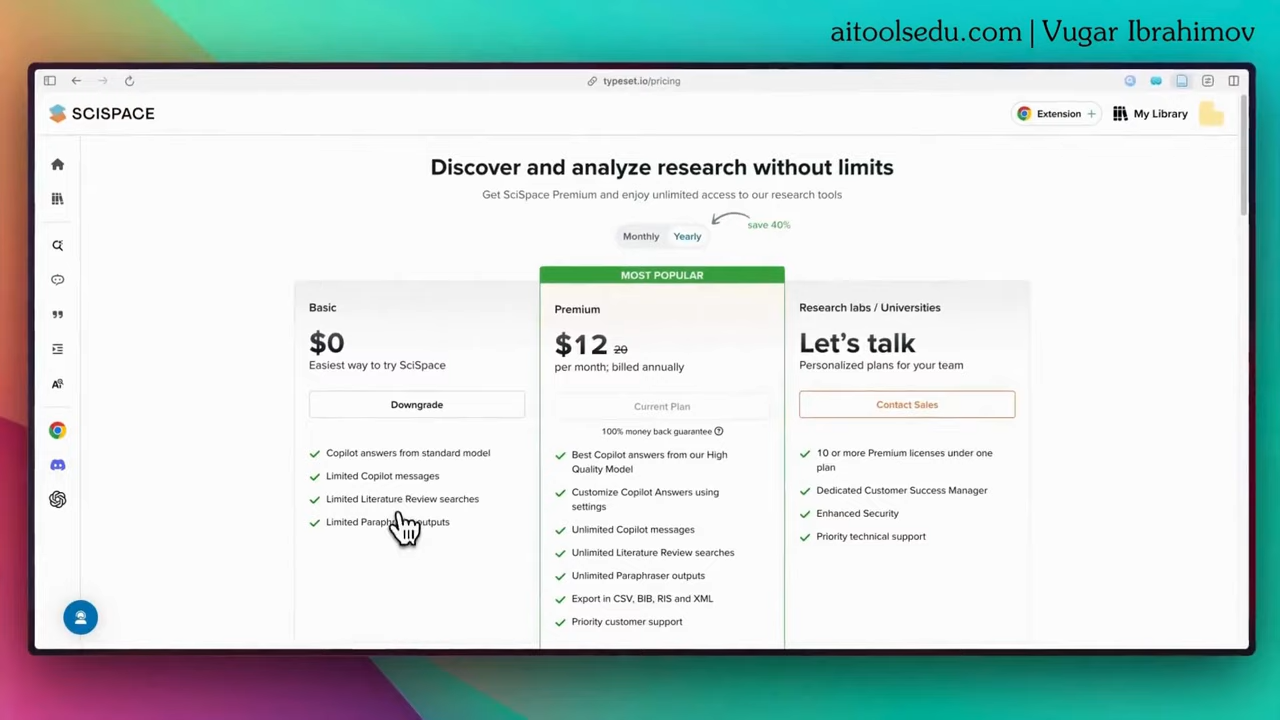 aitoolsedu.com | Vugar Ibrahimov
typeset.io/pricing
SCISPACE
Extension +
My Library
Discover and analyze research without limits
Get SciSpace Premium and enjoy unlimited access to our research tools
save 40%
Monthly
Yearly
MOST POPULAR
Basic
$0
Easiest way to try SciSpace
Downgrade
Copilot answers from standard model
Limited Copilot messages
Limited Literature Review searches
Limited outputs
Premium
$12 20
per month; billed annually
Current Plan
100% money back guarantee
Best Copilot answers from our High
Quality Model
Customize Copilot Answers using
settings
Unlimited Copilot messages
Unlimited Literature Review searches
Unlimited Paraphraser outputs
Export in CSV, BIB, RIS and XML
Priority customer support
Research labs / Universities
Let's talk
Personalized plans for your team
Contact Sales
10 or more Premium licenses under one
plan
Dedicated Customer Success Manager
Enhanced Security
Priority technical support